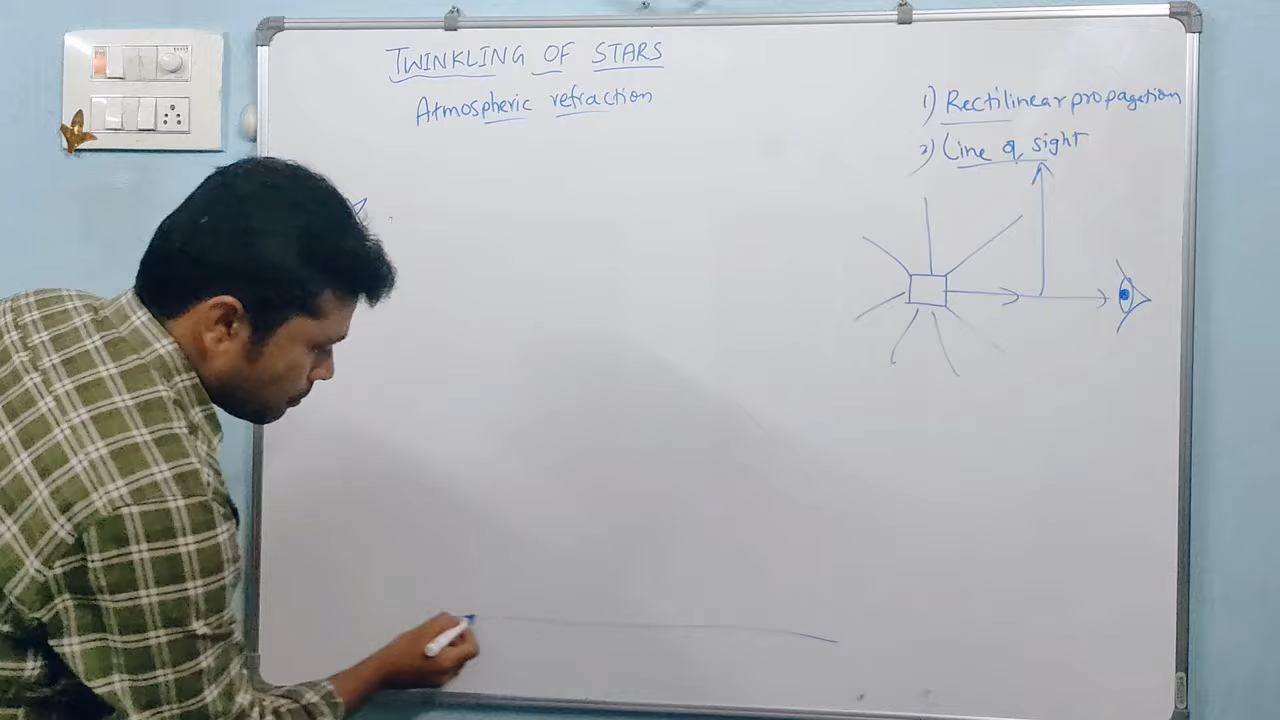 TWINKLING OF STARS
Atmospheric refraction
1) Rectilinear propagation
2) Line of sight